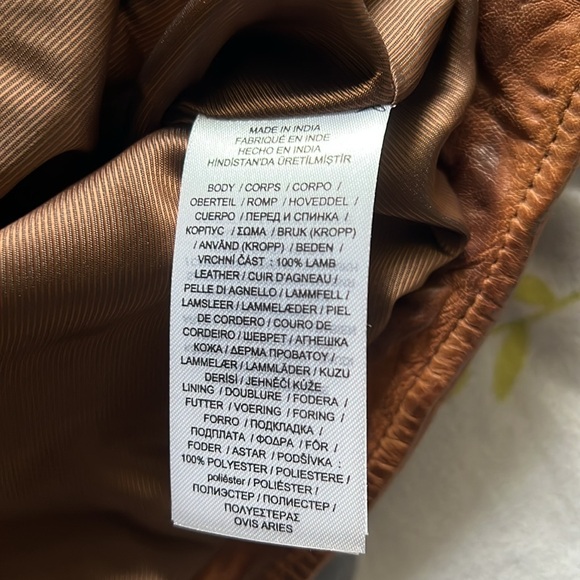 MADE IN INDIA
FABRIQUÉ EN INDE
HECHO EN INDIA
HİNDİSTAN'DA ÜRETİLMİŞTİR
BODY / CORPS / CORPO /
OBERTEIL / ROMP / HOVEDDEL /
CUERPO / ПЕРЕД И СПИНКА /
КОРПУС / ΣΩΜΑ / BRUK (KROPP)
/ ANVÄND (KROPP) / BEDEN /
VRCHNÍ ČÁST : 100% LAMB
LEATHER / CUIR D'AGNEAU /
PELLE DI AGNELLO / LAMMFELL /
LAMSLEER / LAMMELÆDER / PIEL
DE CORDERO / COURO DE
CORDEIRO / ШЕВРЕТ / АГНЕШКА
КОЖА / ΔΕΡΜΑ ΠΡΟΒΑΤΟΥ /
LAMMELÆR / LAMMLÄDER / KUZU
DERİSİ / JEHNĚČÍ KŮŽE
LINING / DOUBLURE / FODERA /
FUTTER / VOERING / FORING /
FORRO / ПОДКЛАДКА /
ПОДПЛАТА / ΦΟΔΡΑ / FÔR /
FODER / ASTAR / PODŠÍVKA :
100% POLYESTER / POLIESTERE /
poliéster / POLIÉSTER /
ПОЛИЭСТЕР / ПОЛИЕСТЕР /
ΠΟΛΥΕΣΤΕΡΑΣ
OVIS ARIES